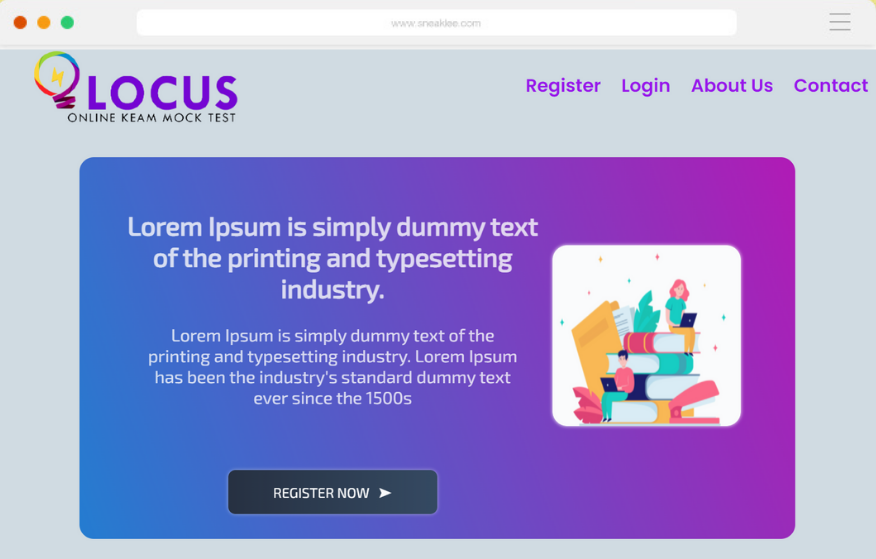 www.sneaklee.com
LOCUS
ONLINE KEAM MOCK TEST
Register Login About Us Contact
Lorem Ipsum is simply dummy text
of the printing and typesetting
industry.
Lorem Ipsum is simply dummy text of the
printing and typesetting industry. Lorem Ipsum
has been the industry's standard dummy text
ever since the 1500s
REGISTER NOW